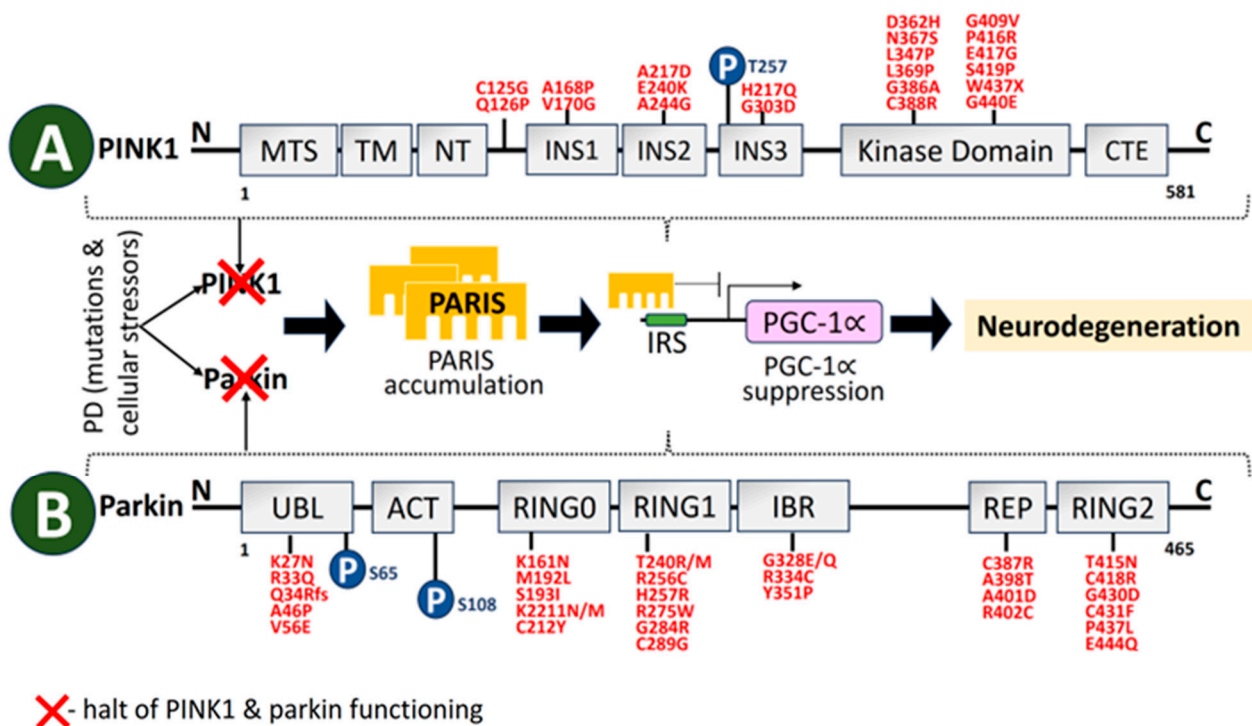 A
PINK1
N
C
MTS
TM
NT
INS1
INS2
INS3
Kinase Domain
CTE
1
581
C125G
Q126P
A168P
V170G
A217D
E240K
A244G
P
T257
H217Q
G303D
D362H
N367S
L347P
L369P
G386A
C388R
G409V
P416R
E417G
S419P
W437X
G440E
PD (mutations &
cellular stressors)
PINK1
Parkin
PARIS
PARIS
accumulation
IRS
PGC-1∝
PGC-1∝
suppression
Neurodegeneration
B
Parkin
N
C
UBL
ACT
RING0
RING1
IBR
REP
RING2
1
465
K27N
R33Q
Q34Rfs
A46P
V56E
P
S65
P
S108
K161N
M192L
S193I
K2211N/M
C212Y
T240R/M
R256C
H257R
R275W
G284R
C289G
G328E/Q
R334C
Y351P
C387R
A398T
A401D
R402C
T415N
C418R
G430D
C431F
P437L
E444Q
- halt of PINK1 & parkin functioning